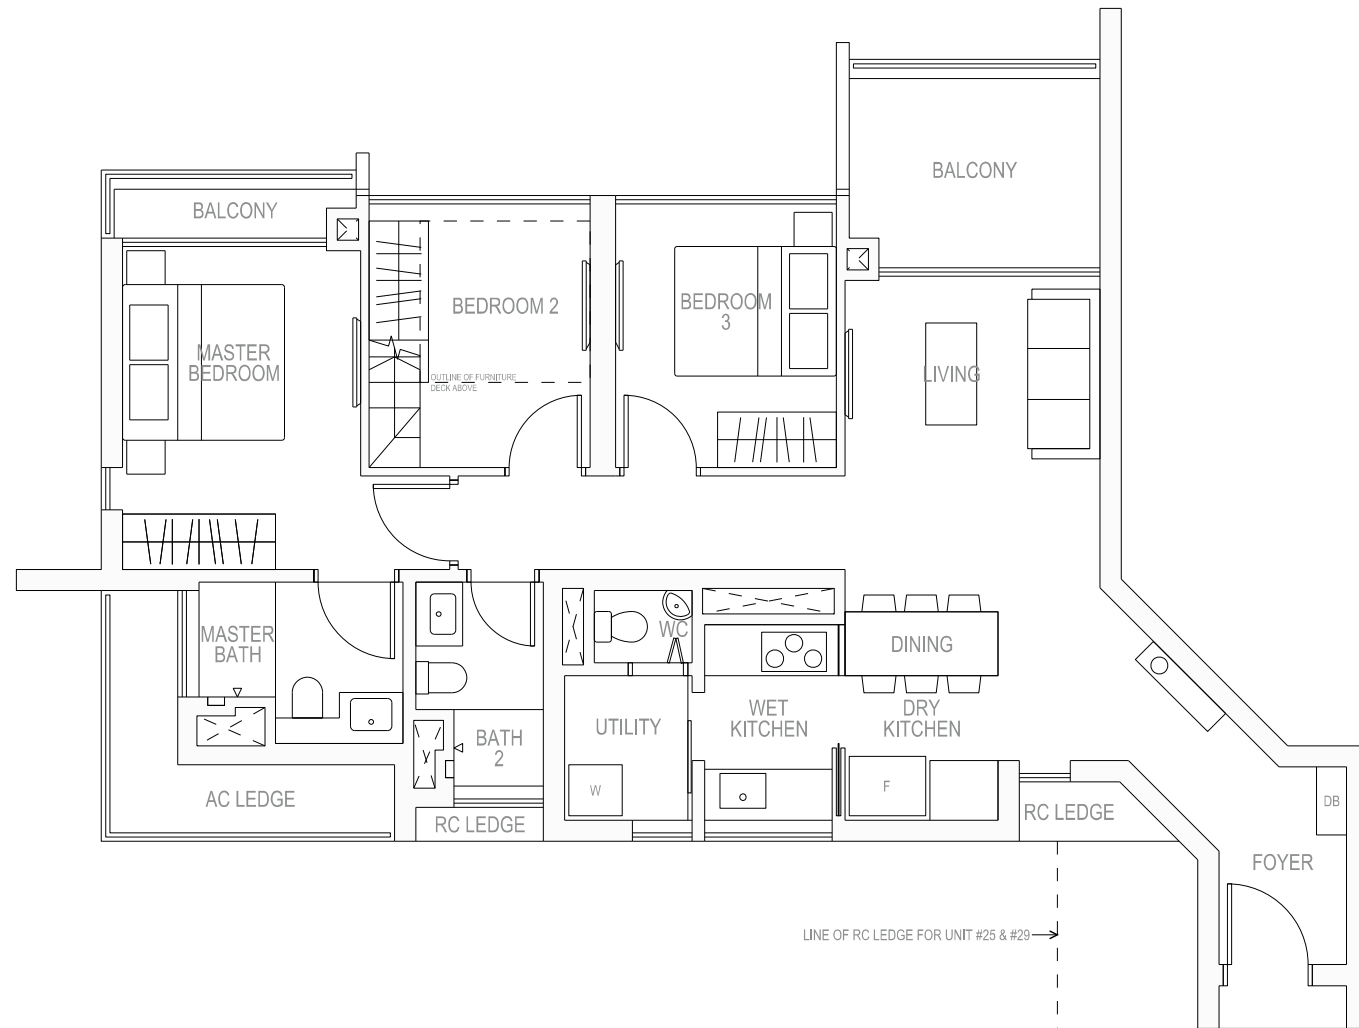 BALCONY
BALCONY
BEDROOM 2
BEDROOM
3
MASTER
BEDROOM
LIVING
OUTLINE OF FURNITURE
DECK ABOVE
MASTER
BATH
WC
DINING
UTILITY
WET
KITCHEN
DRY
KITCHEN
BATH
2
AC LEDGE
W
F
RC LEDGE
RC LEDGE
DB
FOYER
LINE OF RC LEDGE FOR UNIT #25 & #29